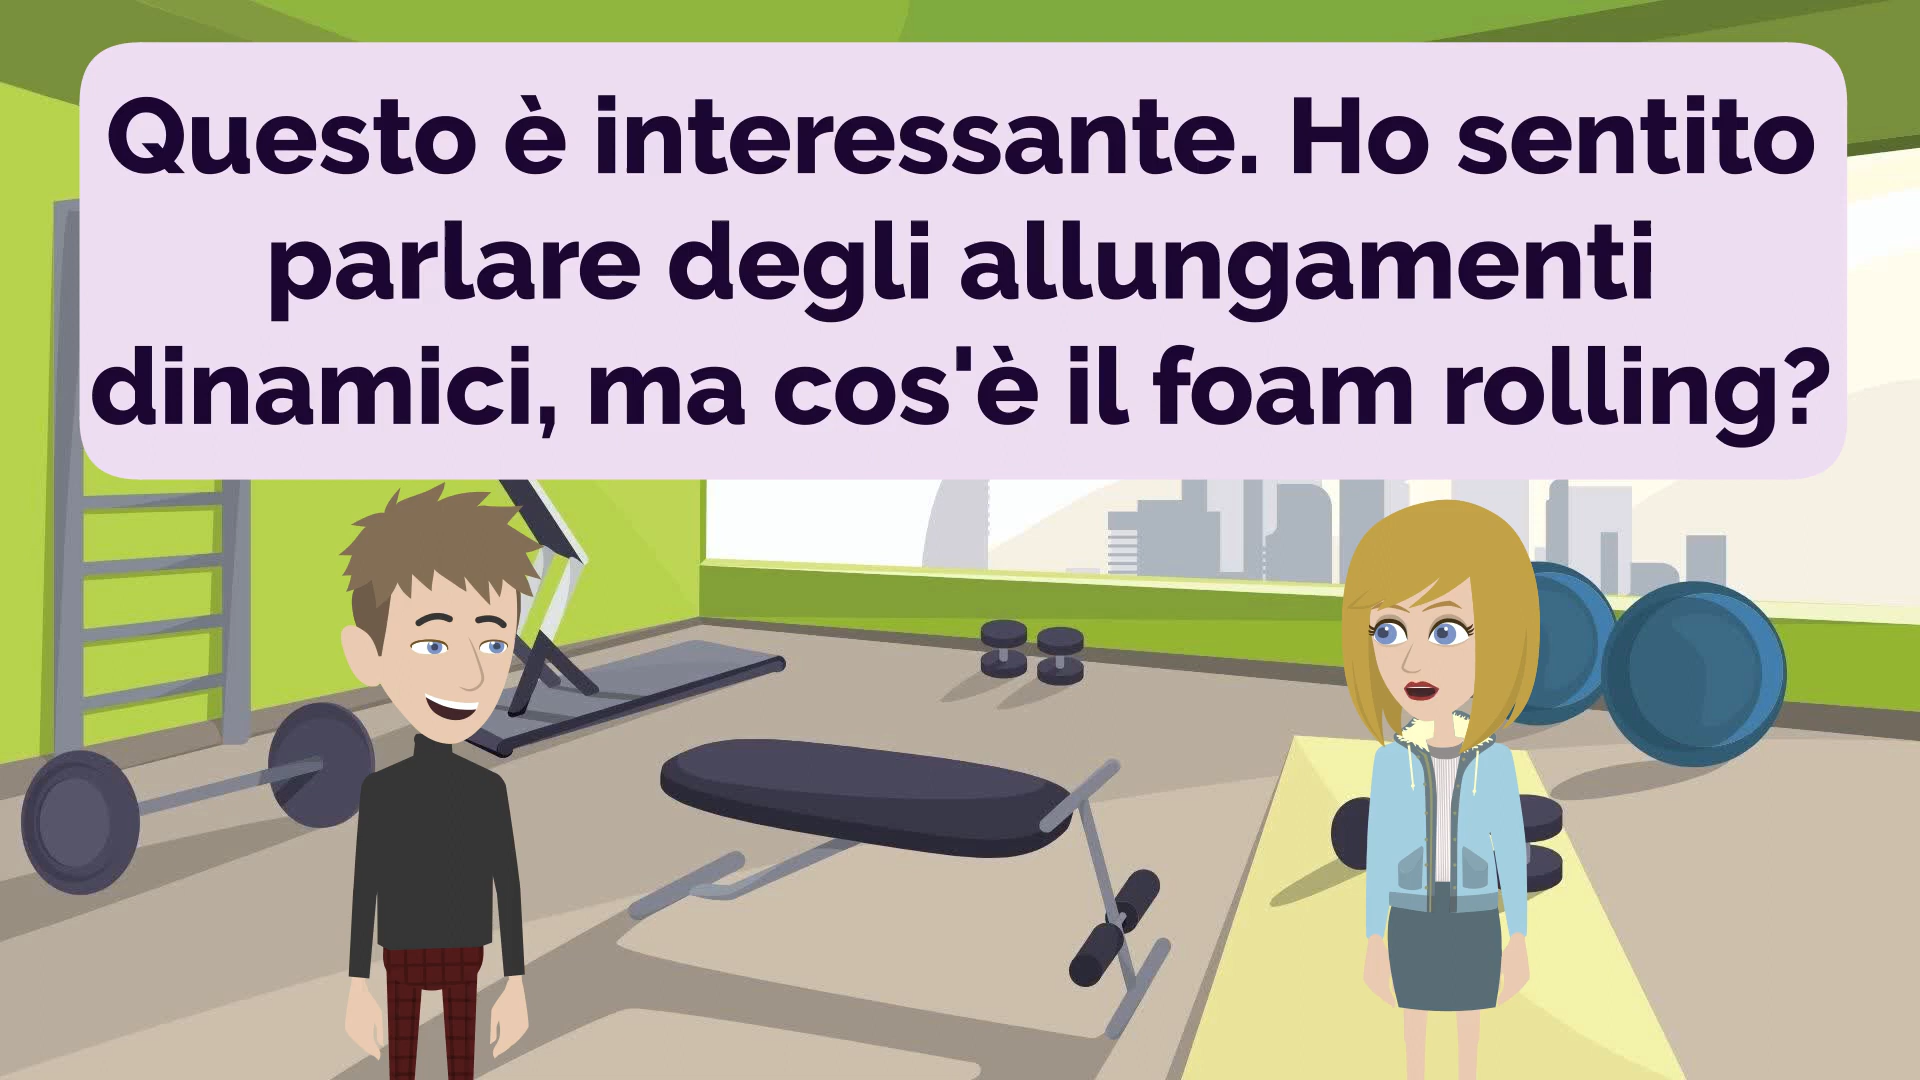 Questo è interessante. Ho sentito
parlare degli allungamenti
dinamici, ma cos'è il foam rolling?